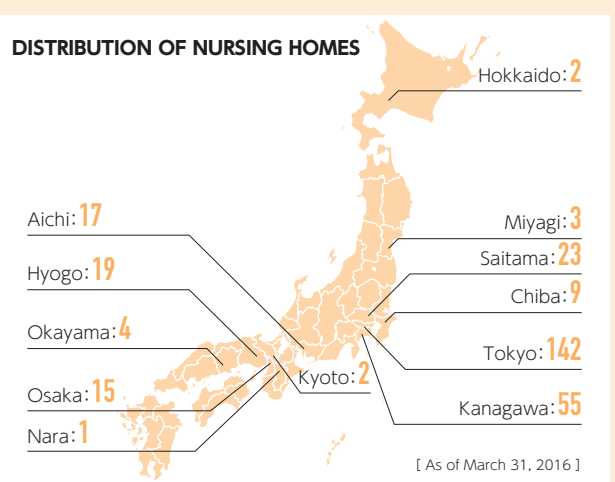 DISTRIBUTION OF NURSING HOMES
Hokkaido: 2
Aichi: 17
Miyagi: 3
Saitama: 23
Hyogo: 19
Chiba: 9
Okayama: 4
Tokyo: 142
Kyoto: 2
Osaka: 15
Kanagawa: 55
Nara: 1
[ As of March 31, 2016 ]